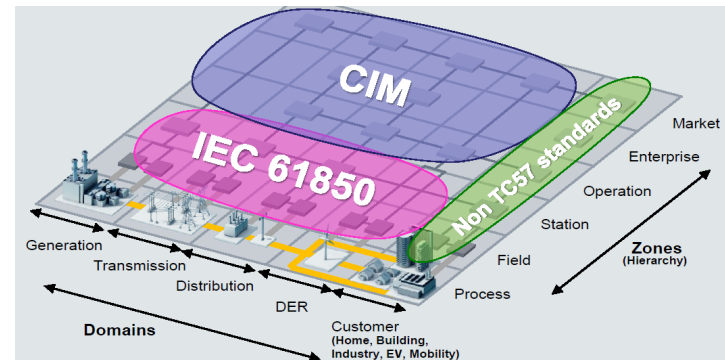 CIM
IEC 61850
Non TC57 standards
Market
Enterprise
Operation
Station
Field
Process
Zones
(Hierarchy)
Generation
Transmission
Distribution
DER
Customer
(Home, Building,
Industry, EV, Mobility)
Domains